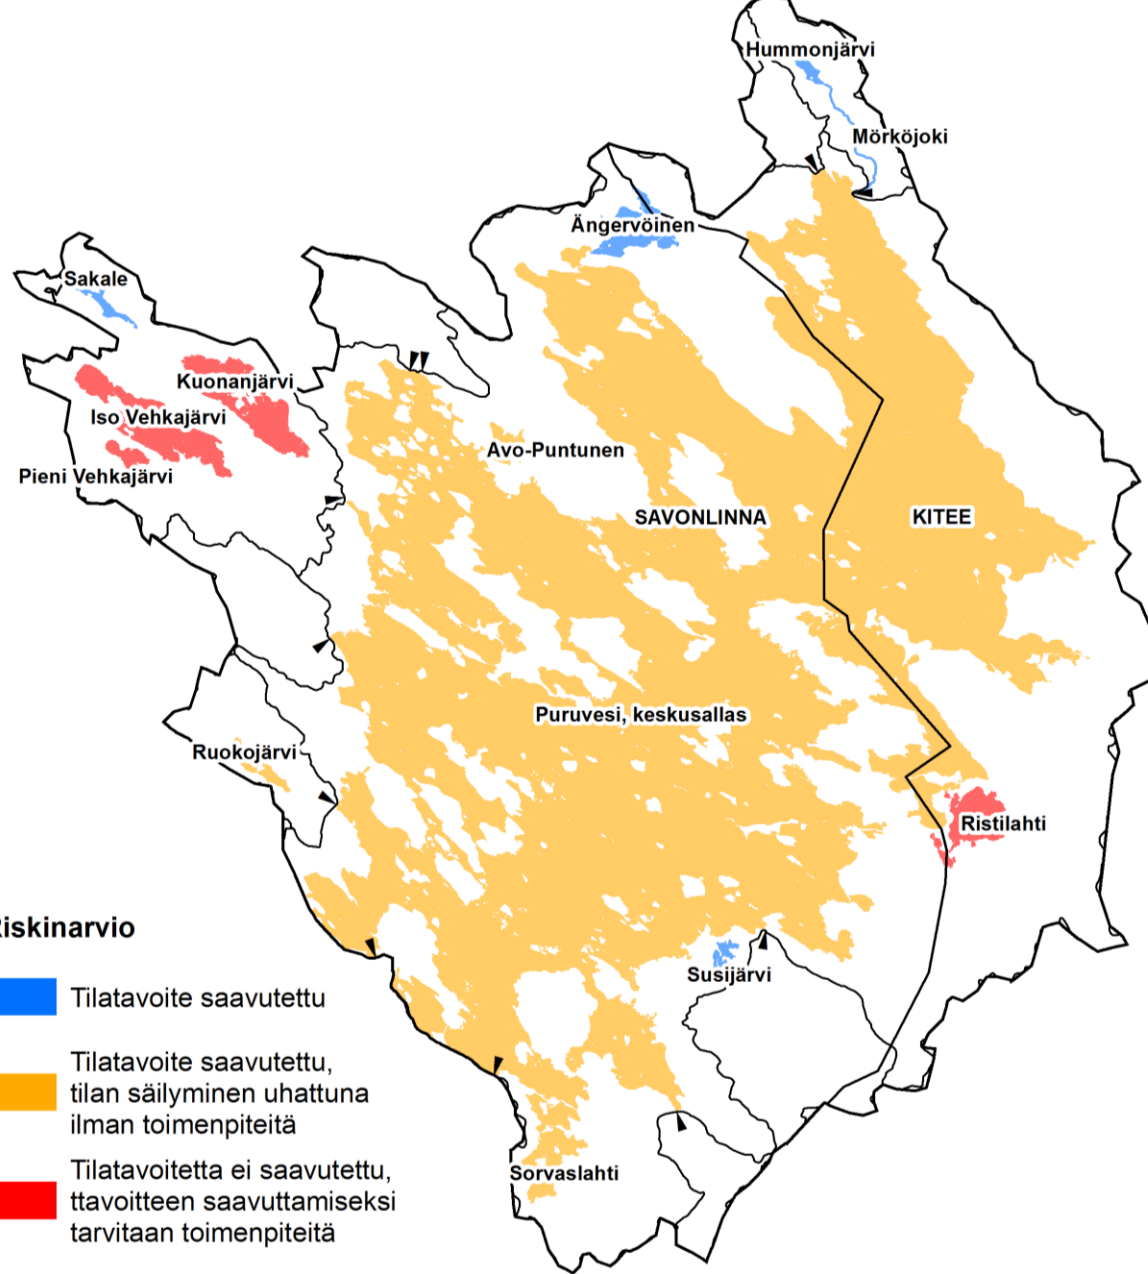 Hummonjärvi
Mörköjoki
Ängervöinen
Sakale
Kuonanjärvi
Iso Vehkajärvi
Pieni Vehkajärvi
Avo-Puntunen
SAVONLINNA
KITEE
Puruvesi, keskusallas
Ruokojärvi
Ristilahti
Susijärvi
Sorvaslahti
Riskinarvio
Tilatavoite saavutettu
Tilatavoite saavutettu,
tilan säilyminen uhattuna
ilman toimenpiteitä
Tilatavoitetta ei saavutettu,
ttavoitteen saavuttamiseksi
tarvitaan toimenpiteitä